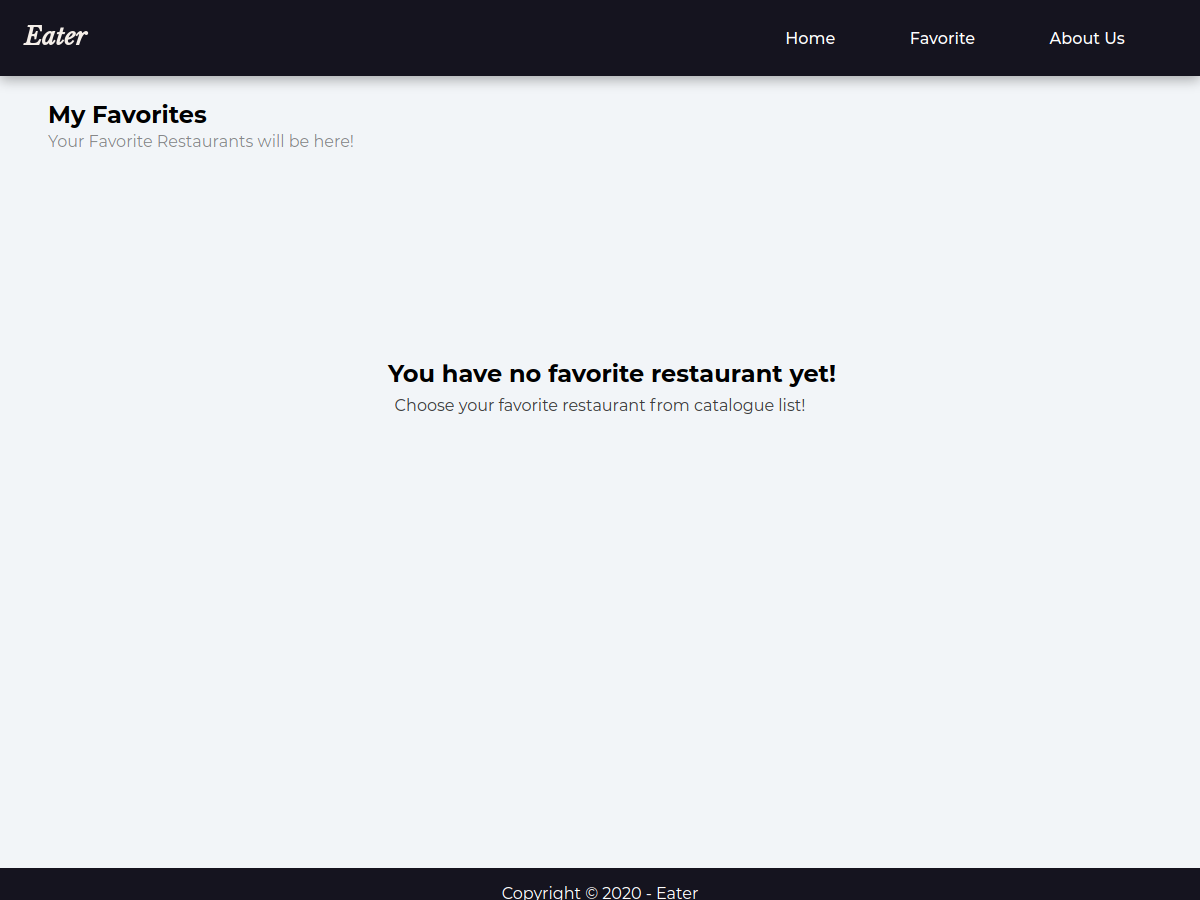 Eater
Home
Favorite
About Us
My Favorites
Your Favorite Restaurants will be here!
You have no favorite restaurant yet!
Choose your favorite restaurant from catalogue list!
Copyright © 2020 - Eater